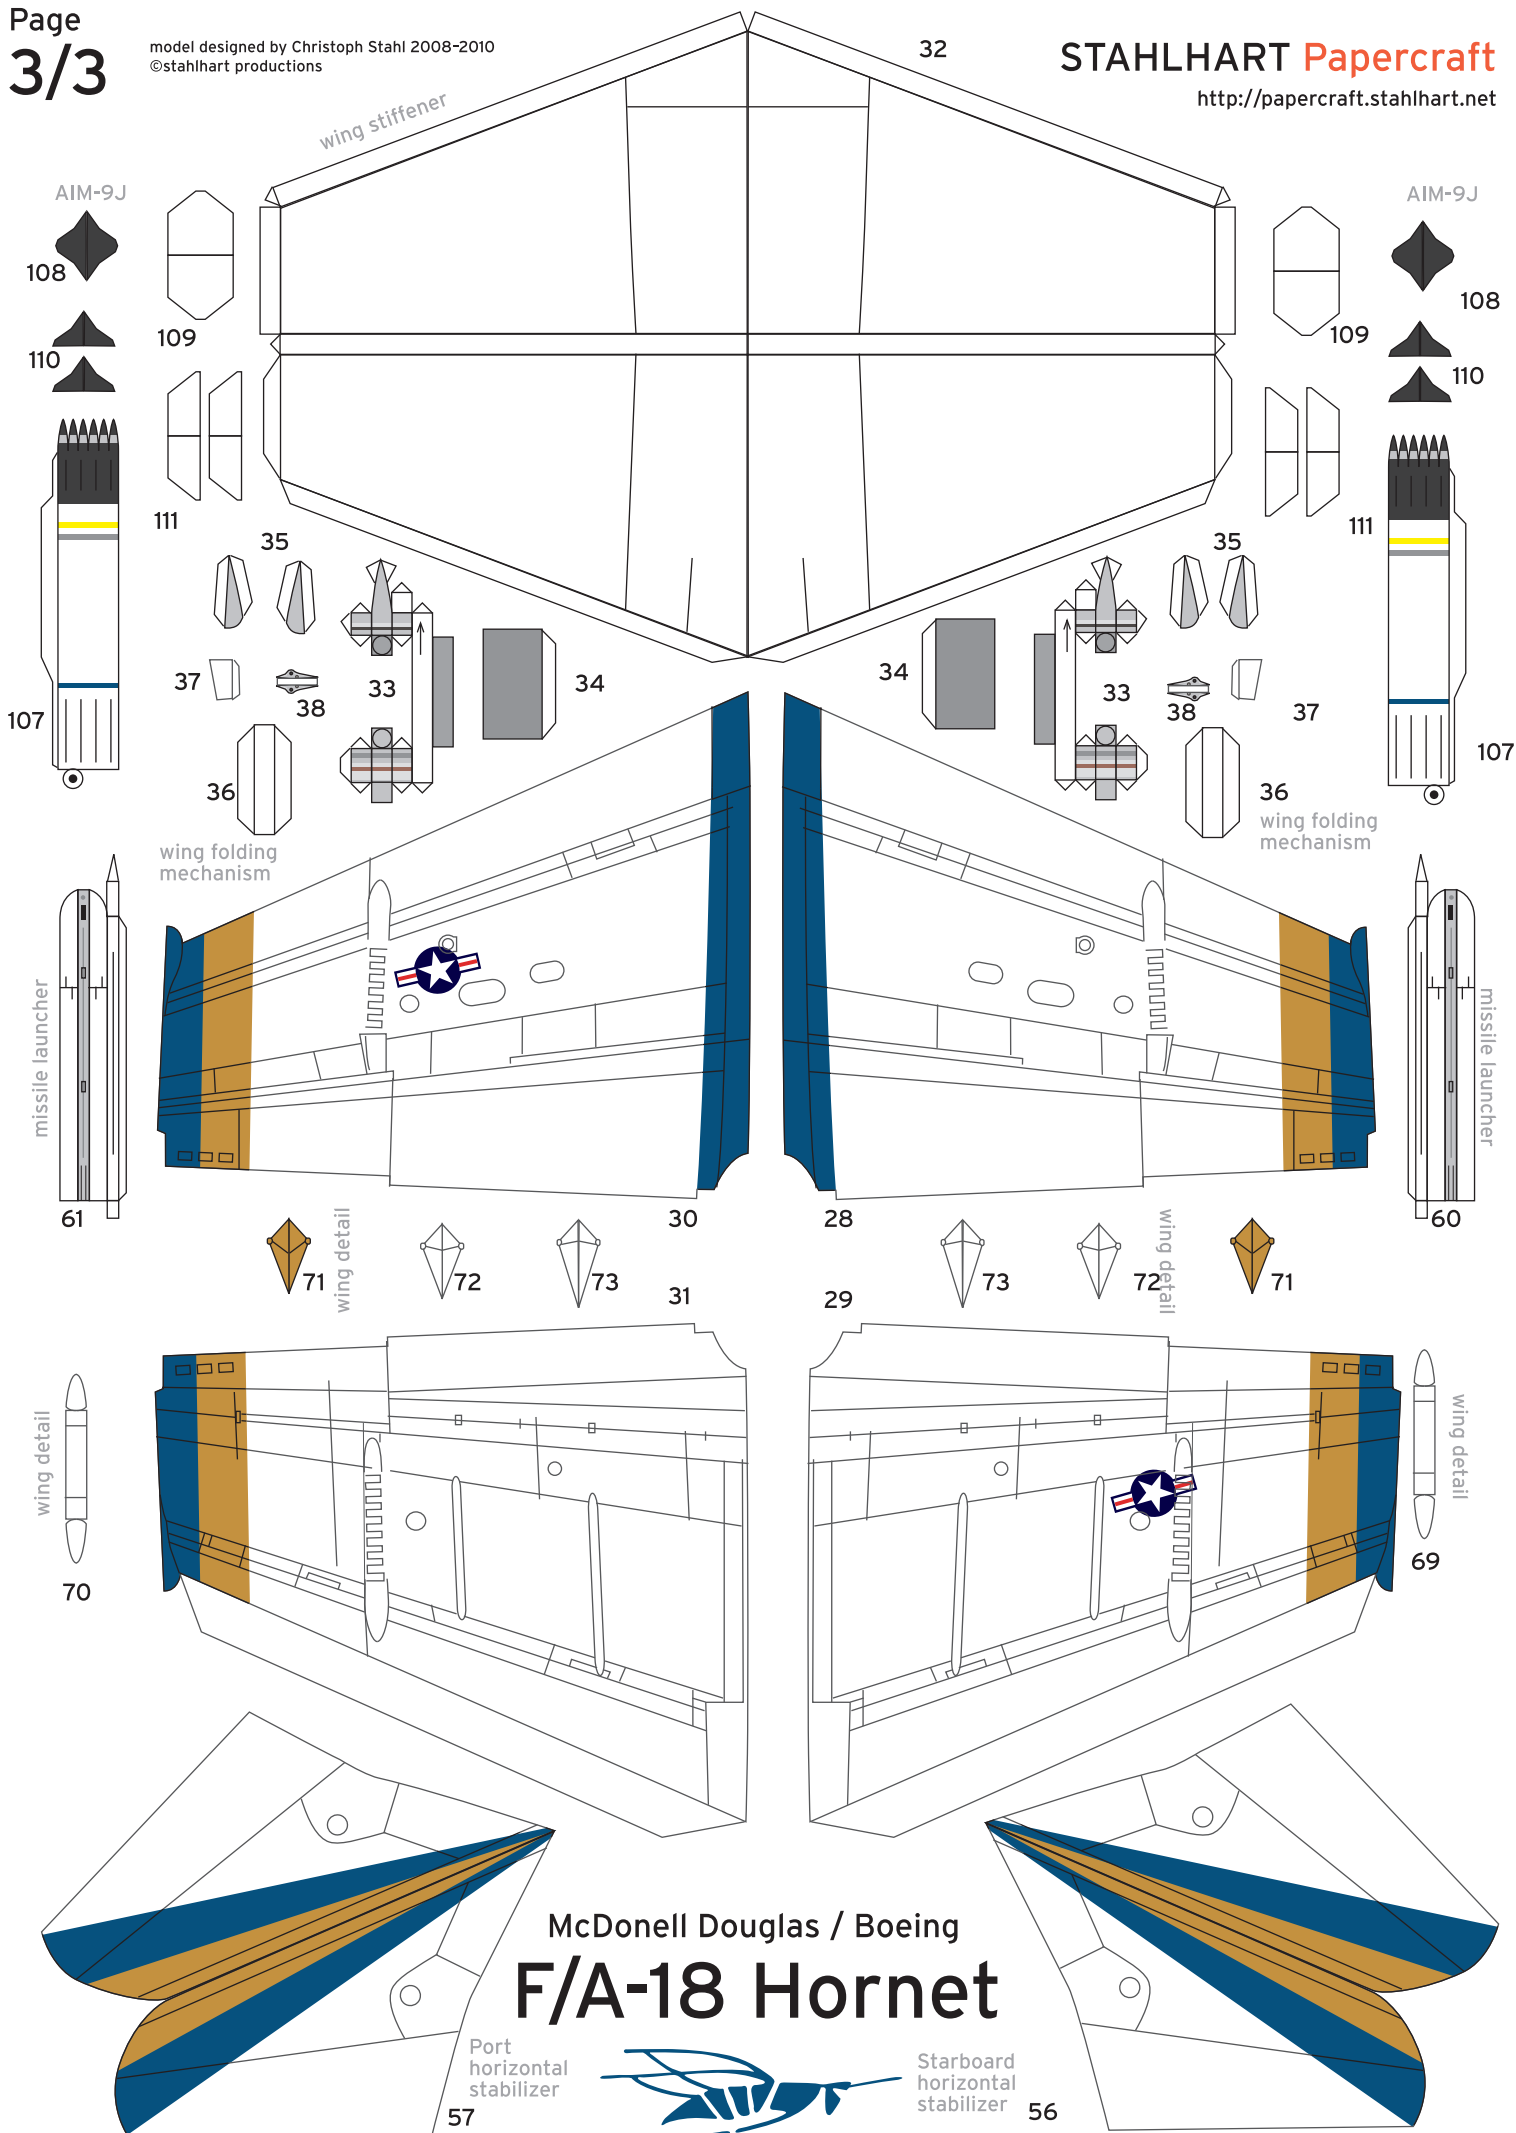 Page
3/3
model designed by Christoph Stahl 2008-2010
©stahlhart productions
32
STAHLHART Papercraft
http://papercraft.stahlhart.net
wing stiffener
AIM-9J
AIM-9J
108
109
110
111
108
109
110
111
35
35
37
38
33
34
34
33
38
37
107
107
36
wing folding
mechanism
36
wing folding
mechanism
missile launcher
missile launcher
61
30
28
60
71
wing detail
72
73
73
72
wing detail
71
31
29
wing detail
wing detail
70
69
McDonell Douglas / Boeing
F/A-18 Hornet
Port
horizontal
stabilizer
57
Starboard
horizontal
stabilizer
56